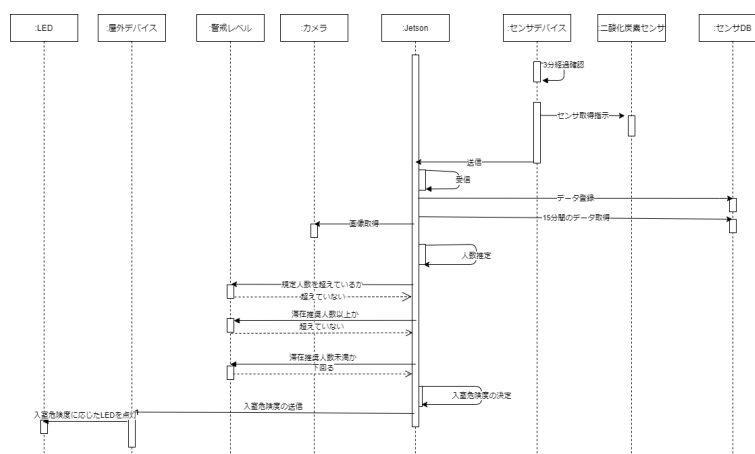 :LED
:屋外デバイス
:警戒レベル
:カメラ
:Jetson
:センサデバイス
:二酸化炭素センサ
:センサDB
3分経過確認
センサ取得指示
送信
受信
データ登録
15分間のデータ取得
画像取得
人数推定
規定人数を超えているか
超えていない
滞在推奨人数以上か
超えていない
滞在推奨人数未満か
下回る
入室危険度の決定
入室危険度の送信
入室危険度に応じたLEDを点灯